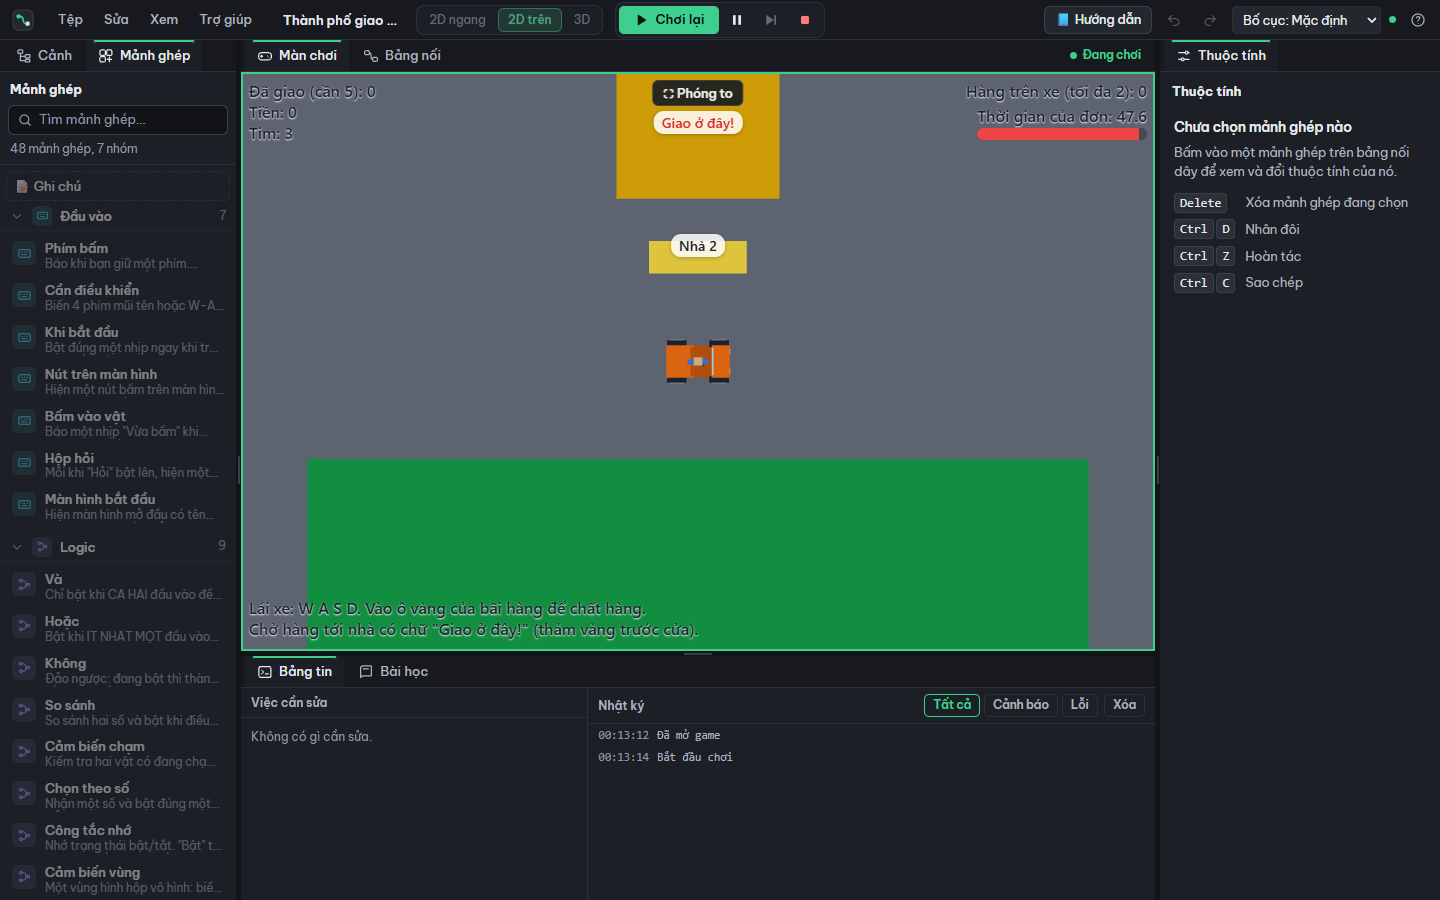 Tệp Sửa Xem Trợ giúp Thành phố giao ... 2D ngang 2D trên 3D Chơi lại Hướng dẫn Bố cục: Mặc định
Cảnh Mảnh ghép
Màn chơi Bảng nối
Đang chơi
Thuộc tính
Mảnh ghép
Tìm mảnh ghép...
48 mảnh ghép, 7 nhóm
Ghi chú
Đầu vào 7
Phím bấm
Báo khi bạn giữ một phím....
Cần điều khiển
Biến 4 phím mũi tên hoặc W-A...
Khi bắt đầu
Bật đúng một nhịp ngay khi tr...
Nút trên màn hình
Hiện một nút bấm trên màn hìn...
Bấm vào vật
Báo một nhịp "Vừa bấm" khi...
Hộp hỏi
Mỗi khi "Hỏi" bật lên, hiện một...
Màn hình bắt đầu
Hiện màn hình mở đầu có tên...
Logic 9
Và
Chỉ bật khi CẢ HAI đầu vào đề...
Hoặc
Bật khi ÍT NHẤT MỘT đầu vào...
Không
Đảo ngược: đang bật thì thàn...
So sánh
So sánh hai số và bật khi điều...
Cảm biến chạm
Kiểm tra hai vật có đang chạ...
Chọn theo số
Nhận một số và bật đúng một...
Công tắc nhớ
Nhớ trạng thái bật/tắt. "Bật" t...
Cảm biến vùng
Một vùng hình hộp vô hình: biế...
Đã giao (cần 5): 0
Tiền: 0
Tim: 3
Phóng to
Giao ở đây!
Hàng trên xe (tối đa 2): 0
Thời gian của đơn: 47.6
Nhà 2
Lái xe: W A S D. Vào ô vàng của bãi hàng để chất hàng.
Chở hàng tới nhà có chữ "Giao ở đây!" (thảm vàng trước cửa).
Bảng tin Bài học
Việc cần sửa
Không có gì cần sửa.
Nhật ký
Tất cả Cảnh báo Lỗi Xóa
00:13:12 Đã mở game
00:13:14 Bắt đầu chơi
Thuộc tính
Chưa chọn mảnh ghép nào
Bấm vào một mảnh ghép trên bảng nối
dây để xem và đổi thuộc tính của nó.
Delete Xóa mảnh ghép đang chọn
Ctrl D Nhân đôi
Ctrl Z Hoàn tác
Ctrl C Sao chép